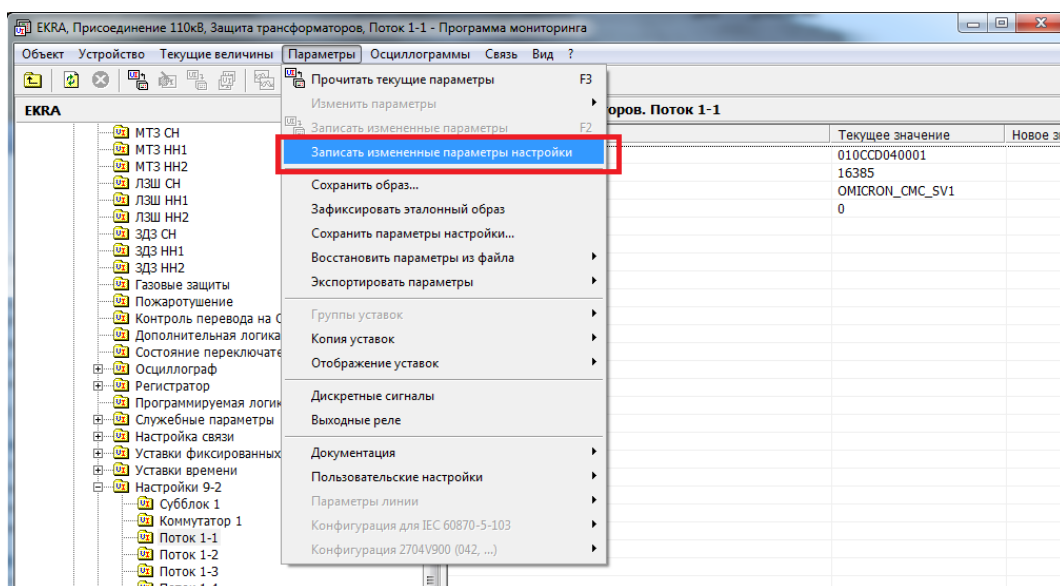 EKRA, Присоединение 110кВ, Защита трансформаторов, Поток 1-1 - Программа мониторинга
Объект Устройство Текущие величины Параметры Осциллограммы Связь Вид ?
EKRA
оров. Поток 1-1
Прочитать текущие параметры F3
Изменить параметры
Записать измененные параметры F2
Записать измененные параметры настройки
Сохранить образ...
Зафиксировать эталонный образ
Сохранить параметры настройки...
Восстановить параметры из файла
Экспортировать параметры
Группы уставок
Копия уставок
Отображение уставок
Дискретные сигналы
Выходные реле
Документация
Пользовательские настройки
Параметры линии
Конфигурация для IEC 60870-5-103
Конфигурация 2704V900 (042, ...)
МТЗ СН
МТЗ НН1
МТЗ НН2
ЛЗШ СН
ЛЗШ НН1
ЛЗШ НН2
ЗДЗ СН
ЗДЗ НН1
ЗДЗ НН2
Газовые защиты
Пожаротушение
Контроль перевода на О
Дополнительная логика
Состояние переключате
Осциллограф
Регистратор
Программируемая логик
Служебные параметры
Настройка связи
Уставки фиксированных
Уставки времени
Настройки 9-2
Субблок 1
Коммутатор 1
Поток 1-1
Поток 1-2
Поток 1-3
Текущее значение Новое з
010CCD040001
16385
OMICRON_CMC_SV1
0